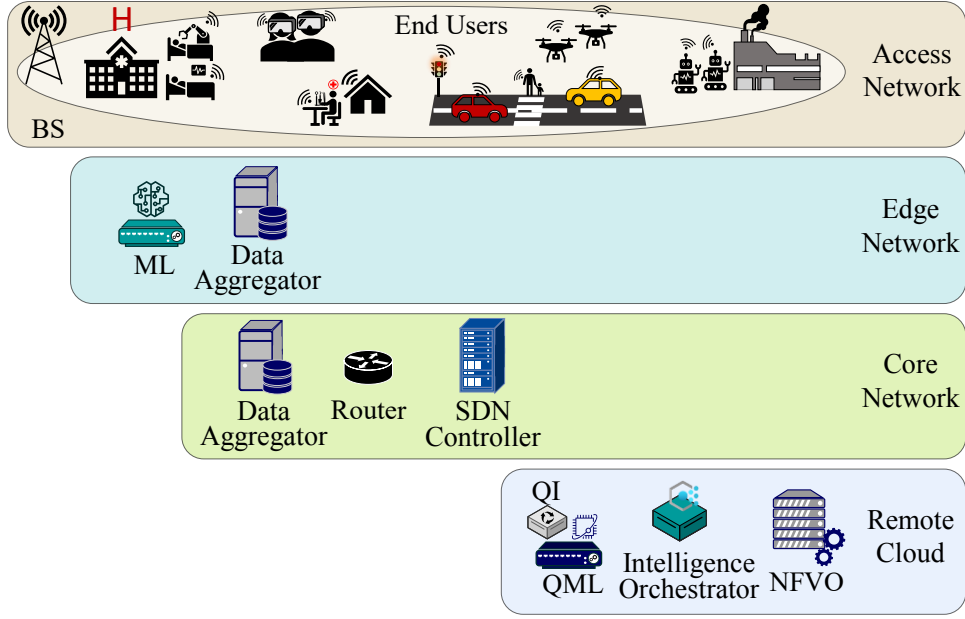 H
End Users
Access
Network
BS
ML
Data
Aggregator
Edge
Network
Data
Aggregator
Router
SDN
Controller
Core
Network
QI
QML
Intelligence
Orchestrator
NFVO
Remote
Cloud